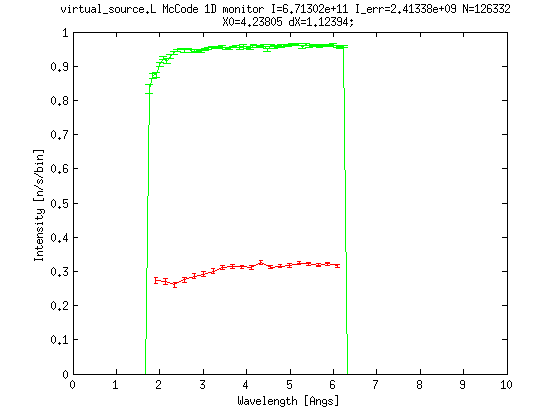 virtual_source.L McCode 1D monitor I=6.71302e+11 I_err=2.41338e+09 N=126332
X0=4.23805 dX=1.12394;
1
0.9
0.8
0.7
0.6
0.5
0.4
0.3
0.2
0.1
0
Intensity [n/s/bin]
0 1 2 3 4 5 6 7 8 9 10
Wavelength [Angs]